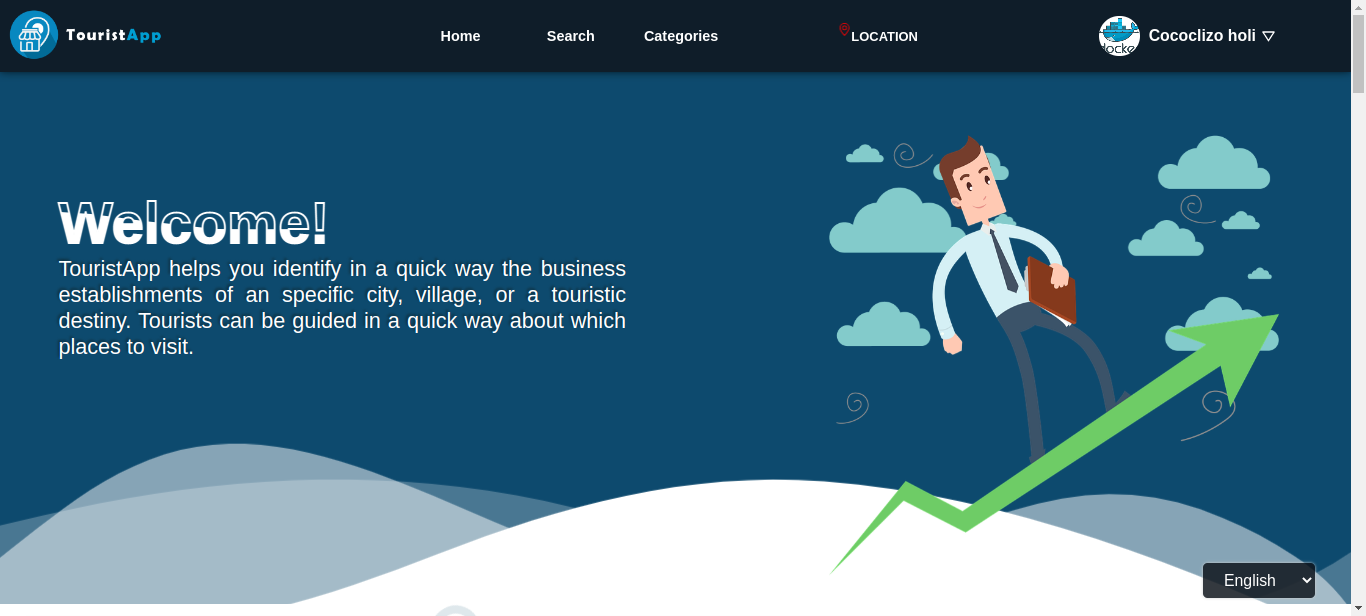 TouristApp
Home
Search
Categories
LOCATION
docke
Cococlizo holi
Welcome!
TouristApp helps you identify in a quick way the business
establishments of an specific city, village, or a touristic
destiny. Tourists can be guided in a quick way about which
places to visit.
English